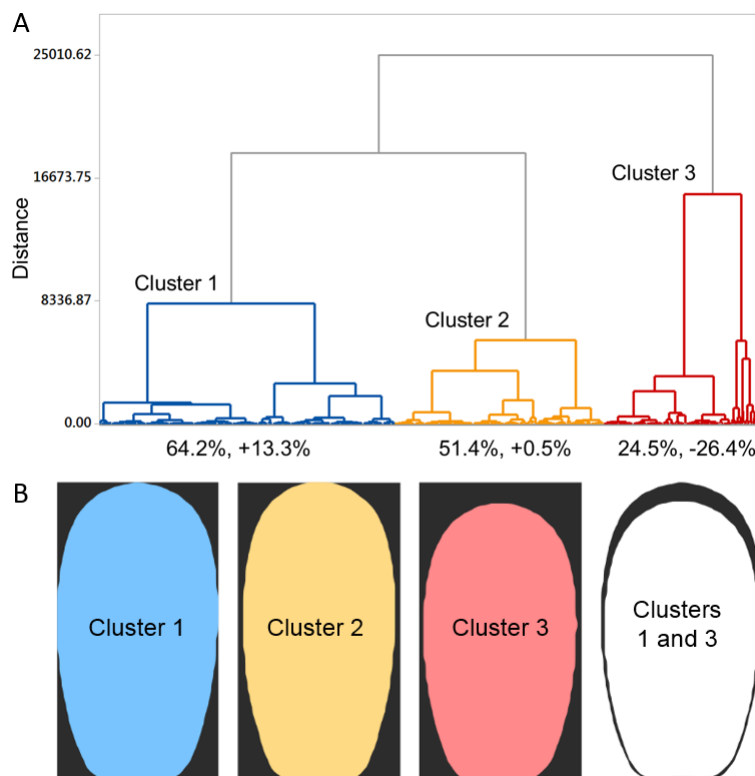 A
25010.62
16673.75
8336.87
0.00
Distance
Cluster 1
Cluster 2
Cluster 3
64.2%, +13.3%
51.4%, +0.5%
24.5%, -26.4%
B
Cluster 1
Cluster 2
Cluster 3
Clusters
1 and 3